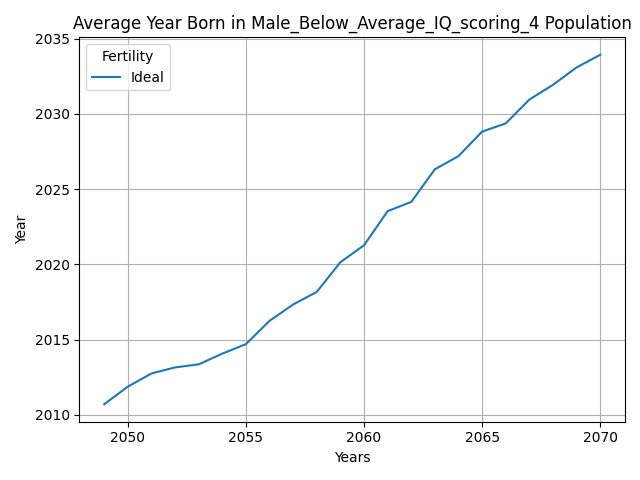 Average Year Born in Male_Below_Average_IQ_scoring_4 Population
Fertility
Ideal
Year
2035
2030
2025
2020
2015
2010
2050 2055 2060 2065 2070
Years